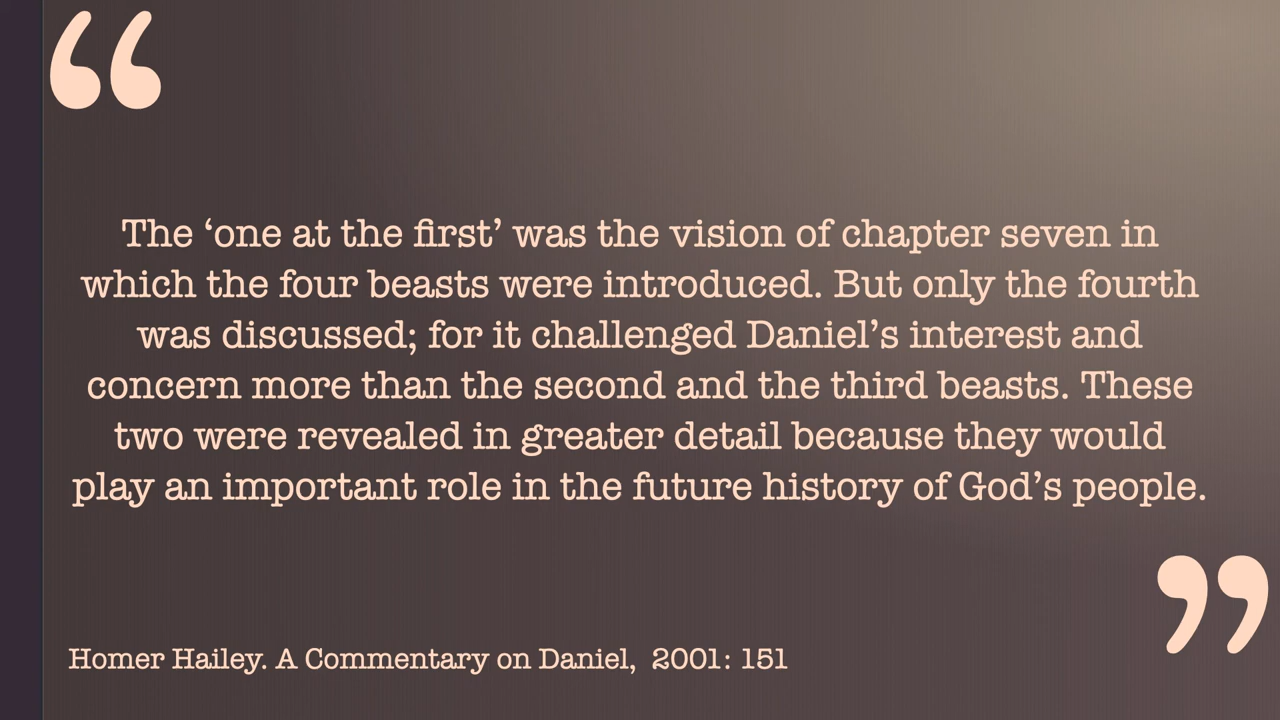 “
The ‘one at the first’ was the vision of chapter seven in
which the four beasts were introduced. But only the fourth
was discussed; for it challenged Daniel’s interest and
concern more than the second and the third beasts. These
two were revealed in greater detail because they would
play an important role in the future history of God’s people.
”
Homer Hailey. A Commentary on Daniel,  2001: 151